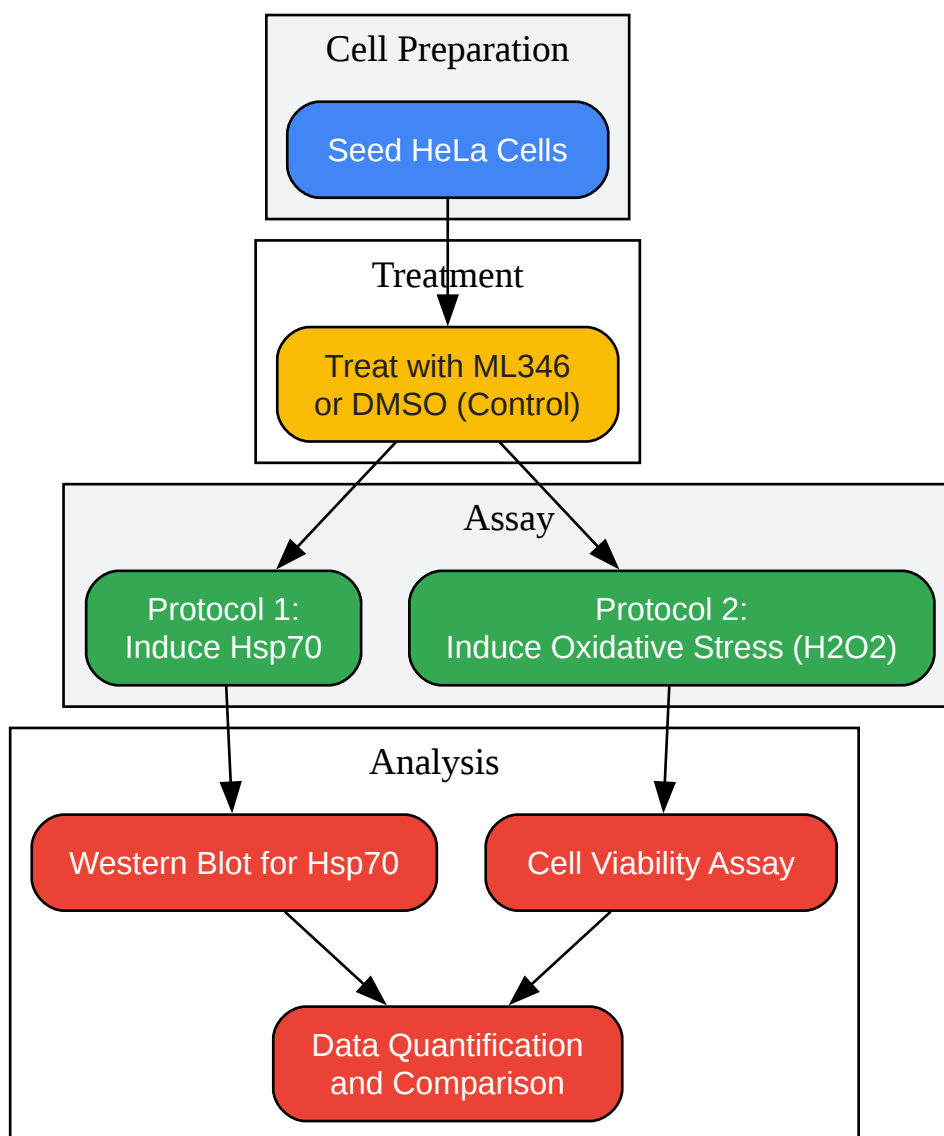 Cell Preparation
Seed HeLa Cells
Treatment
Treat with ML346
or DMSO (Control)
Assay
Protocol 1:
Induce Hsp70
Protocol 2:
Induce Oxidative Stress (H2O2)
Analysis
Western Blot for Hsp70
Cell Viability Assay
Data Quantification
and Comparison